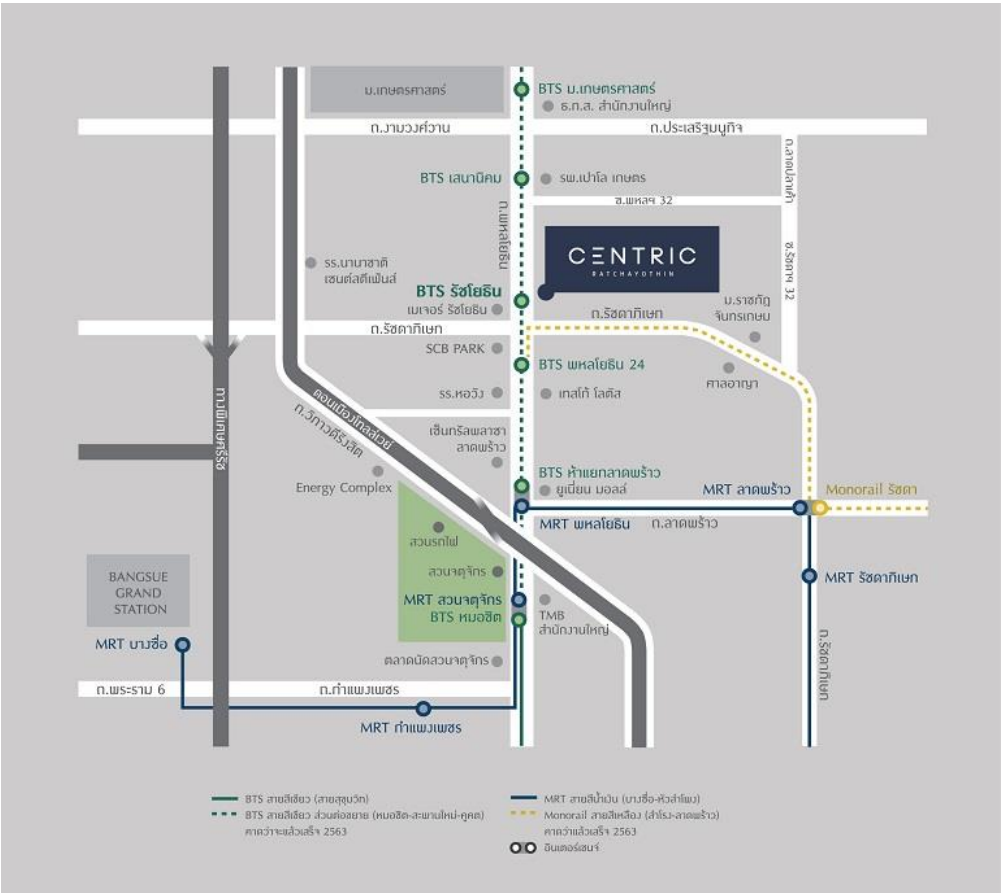 ม.เกษตรศาสตร์
BTS ม.เกษตรศาสตร์
ธ.ก.ส. สำนักงานใหญ่
ถ.งามวงศ์วาน
ถ.ประเสริฐมนูกิจ
ถ.ลาดปลาเค้า
BTS เสนานิคม
รพ.เปาโล เกษตร
ซ.พหลฯ 32
ถ.พหลโยธิน
CENTRIC
RATCHAYOTHIN
ซ.รัชดาฯ 32
รร.นานาชาติ
เซนต์สตีเฟ่นส์
BTS รัชโยธิน
เมเจอร์ รัชโยธิน
ม.ราชภัฏ
จันทรเกษม
ถ.รัชดาภิเษก
ถ.รัชดาภิเษก
SCB PARK
BTS พหลโยธิน 24
ศาลอาญา
รร.หอวัง
เทสโก้ โลตัส
ทางพิเศษศรีรัช
ดอนเมืองโทลล์เวย์
ถ.วิภาวดีรังสิต
เซ็นทรัลพลาซา
ลาดพร้าว
BTS ห้าแยกลาดพร้าว
ยูเนี่ยน มอลล์
Energy Complex
MRT ลาดพร้าว
Monorail รัชดา
MRT พหลโยธิน
ถ.ลาดพร้าว
สวนรถไฟ
สวนจตุจักร
MRT รัชดาภิเษก
BANGSUE
GRAND
STATION
MRT สวนจตุจักร
BTS หมอชิต
TMB
สำนักงานใหญ่
MRT บางซื่อ
ตลาดนัดสวนจตุจักร
ถ.รัชดาภิเษก
ถ.พระราม 6
ถ.กำแพงเพชร
MRT กำแพงเพชร
BTS สายสีเขียว (สายสุขุมวิท)
BTS สายสีเขียว ส่วนต่อขยาย (หมอชิต-สะพานใหม่-คูคต)
คาดว่าจะแล้วเสร็จ 2563
MRT สายสีน้ำเงิน (บางซื่อ-หัวลำโพง)
Monorail สายสีเหลือง (สำโรง-ลาดพร้าว)
คาดว่าแล้วเสร็จ 2563
อินเตอร์เชนจ์